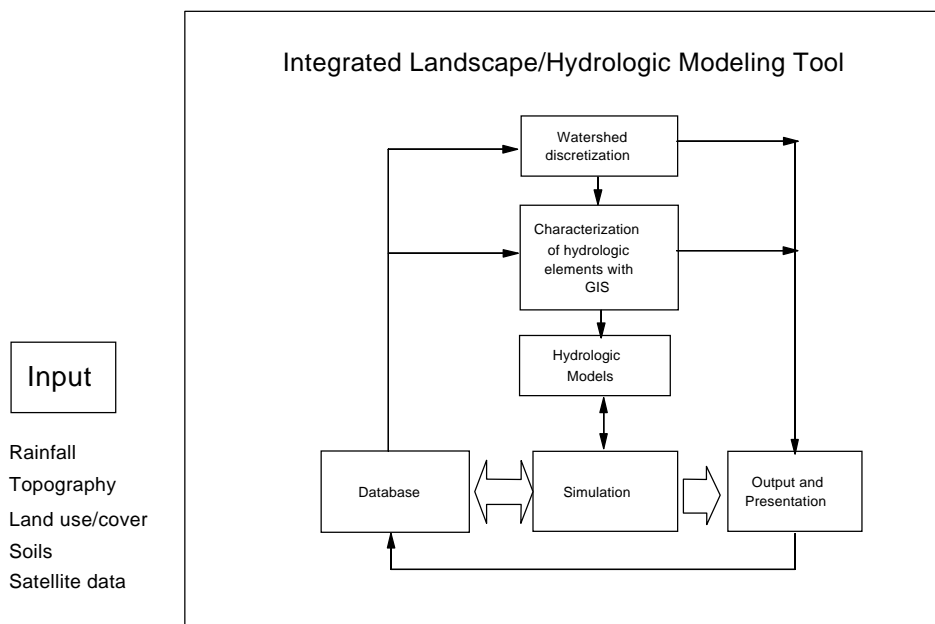 Integrated Landscape/Hydrologic Modeling Tool
Watershed
discretization
Characterization
of hydrologic
elements with
GIS
Hydrologic
Models
Input
Rainfall
Topography
Land use/cover
Soils
Satellite data
Database
Simulation
Output and
Presentation